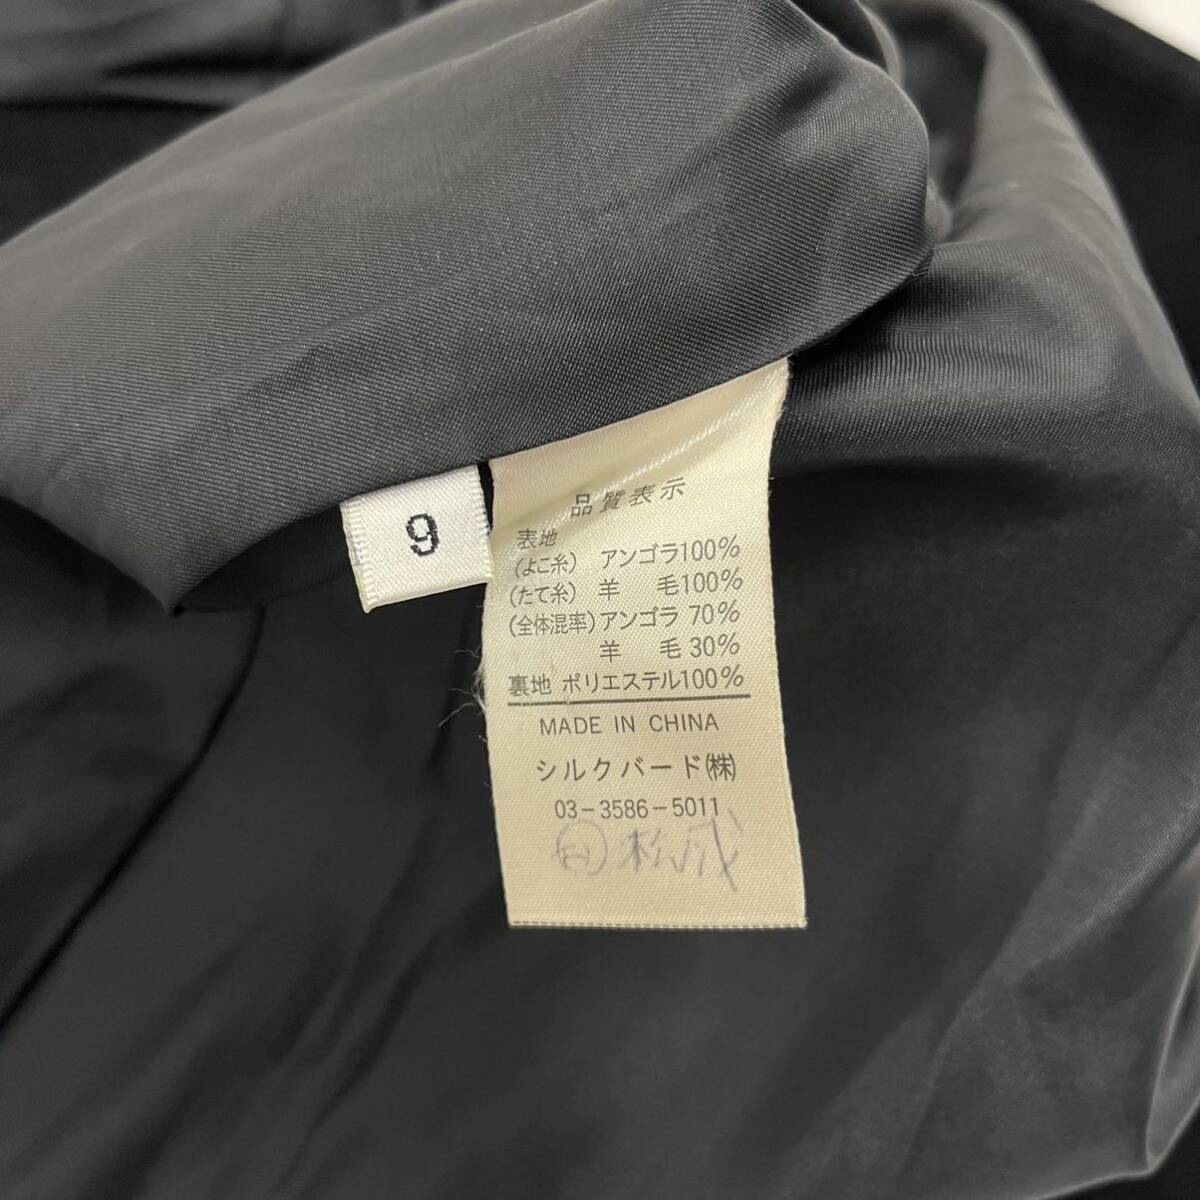 9
品質表示
表地
(よこ糸) アンゴラ100%
(たて糸) 羊 毛100%
(全体混率)アンゴラ 70%
羊 毛 30%
裏地 ポリエステル100%
MADE IN CHINA
シルクバード(株)
03-3586-5011